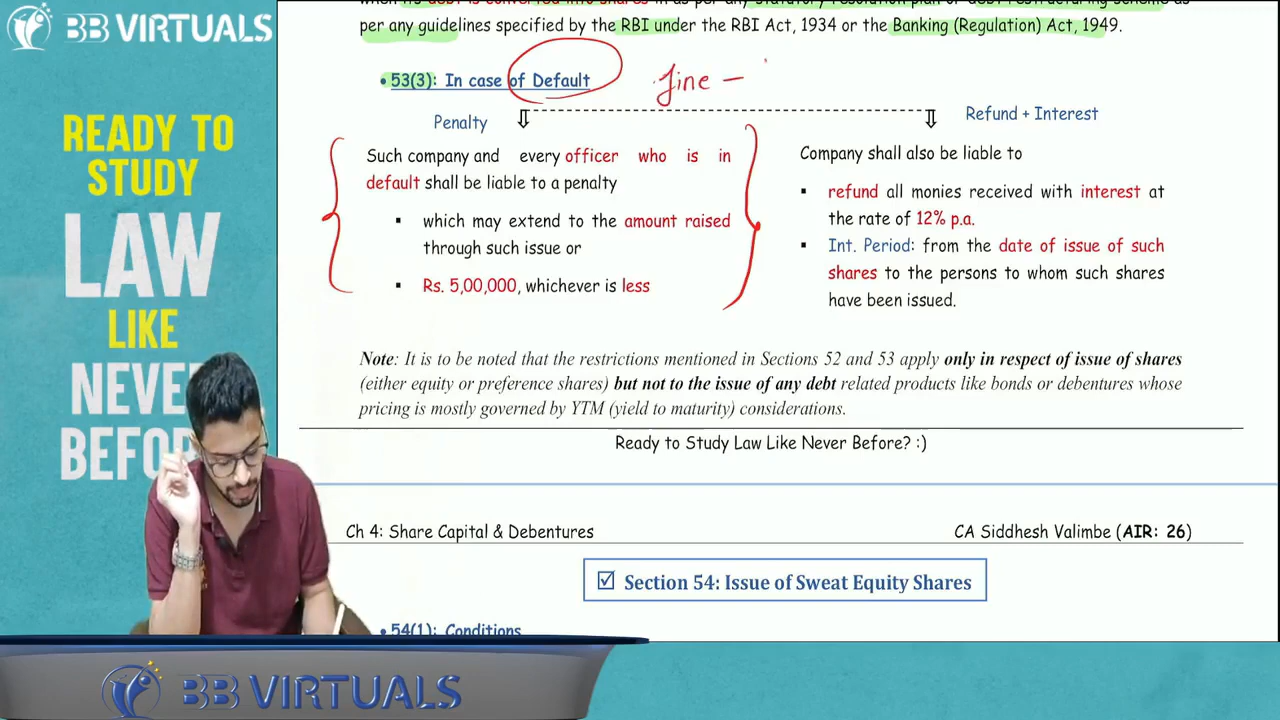 BB VIRTUALS
READY TO
STUDY
LAW
LIKE
NEVER
BEFO
per any guidelines specified by the RBI under the RBI Act, 1934 or the Banking (Regulation) Act, 1949.
• 53(3): In case of Default
fine –
Penalty
Refund + Interest
Such company and every officer who is in
default shall be liable to a penalty
▪ which may extend to the amount raised
through such issue or
▪ Rs. 5,00,000, whichever is less
Company shall also be liable to
▪ refund all monies received with interest at
the rate of 12% p.a.
▪ Int. Period: from the date of issue of such
shares to the persons to whom such shares
have been issued.
Note: It is to be noted that the restrictions mentioned in Sections 52 and 53 apply only in respect of issue of shares
(either equity or preference shares) but not to the issue of any debt related products like bonds or debentures whose
pricing is mostly governed by YTM (yield to maturity) considerations.
Ready to Study Law Like Never Before? :)
Ch 4: Share Capital & Debentures
CA Siddhesh Valimbe (AIR: 26)
☑ Section 54: Issue of Sweat Equity Shares
• 54(1): Conditions
BB VIRTUALS